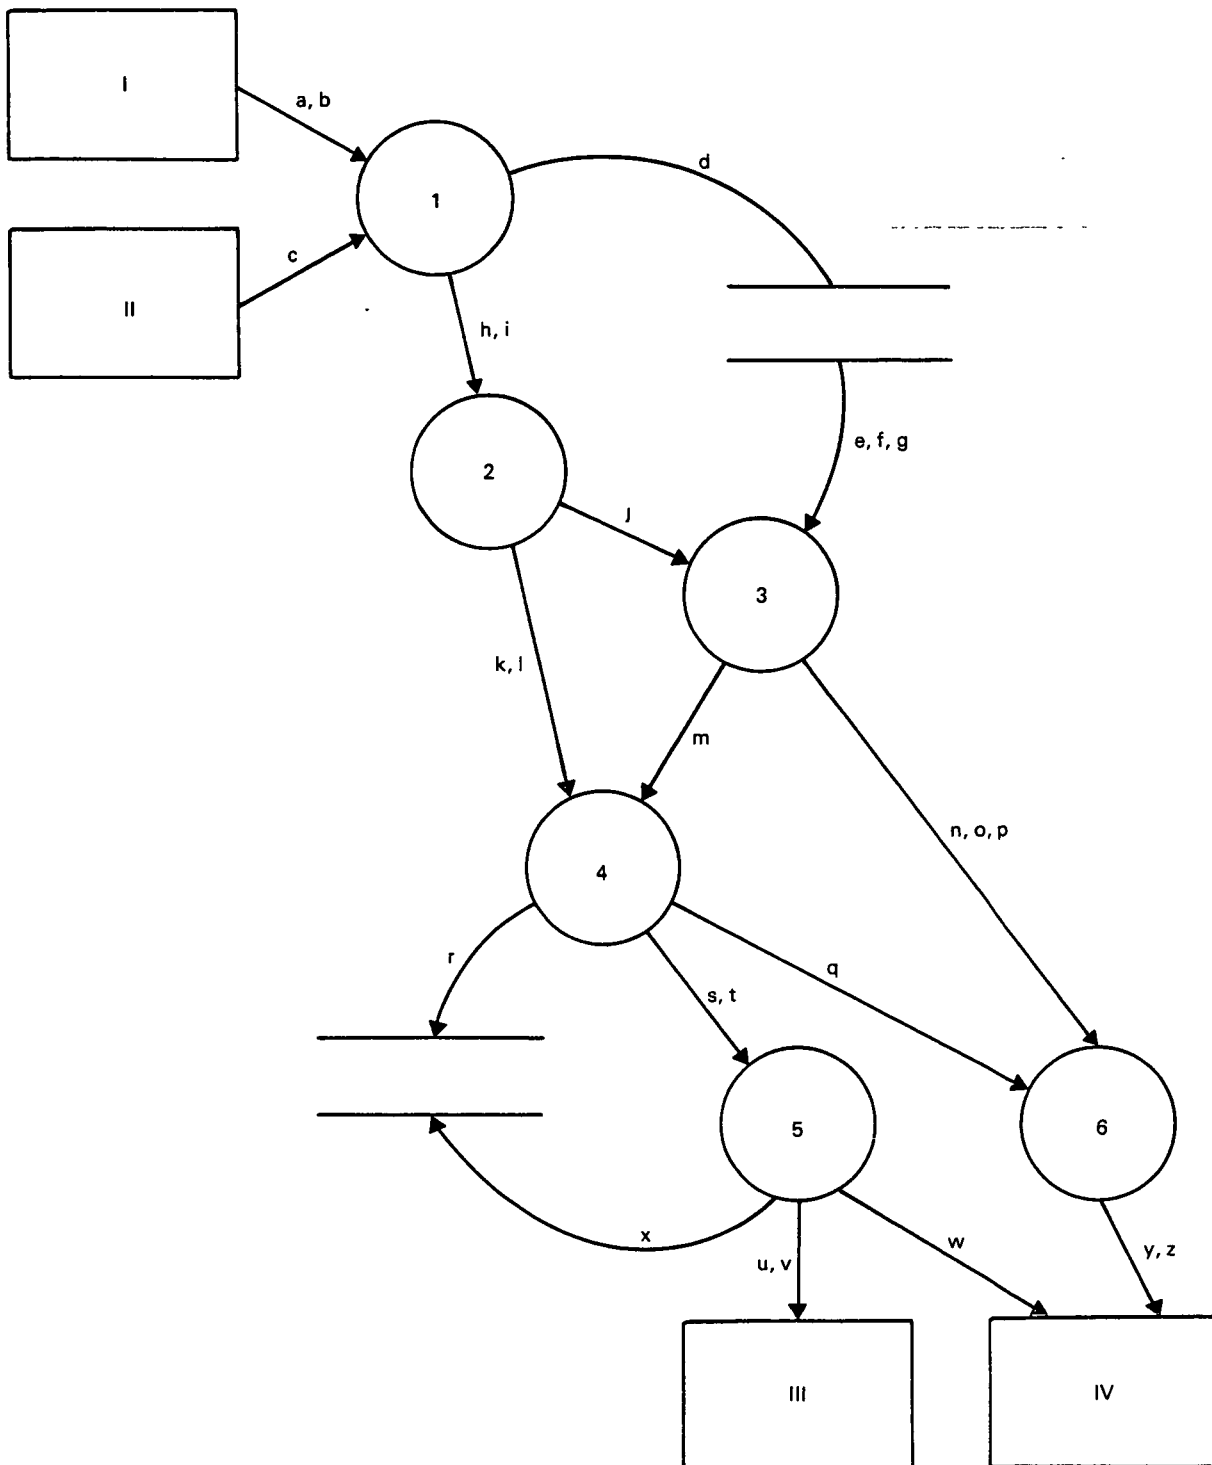 I
a, b
1
d
II
c
h, i
2
e, f, g
j
3
k, l
m
n, o, p
4
r
s, t
q
5
6
x
u, v
w
y, z
III
IV